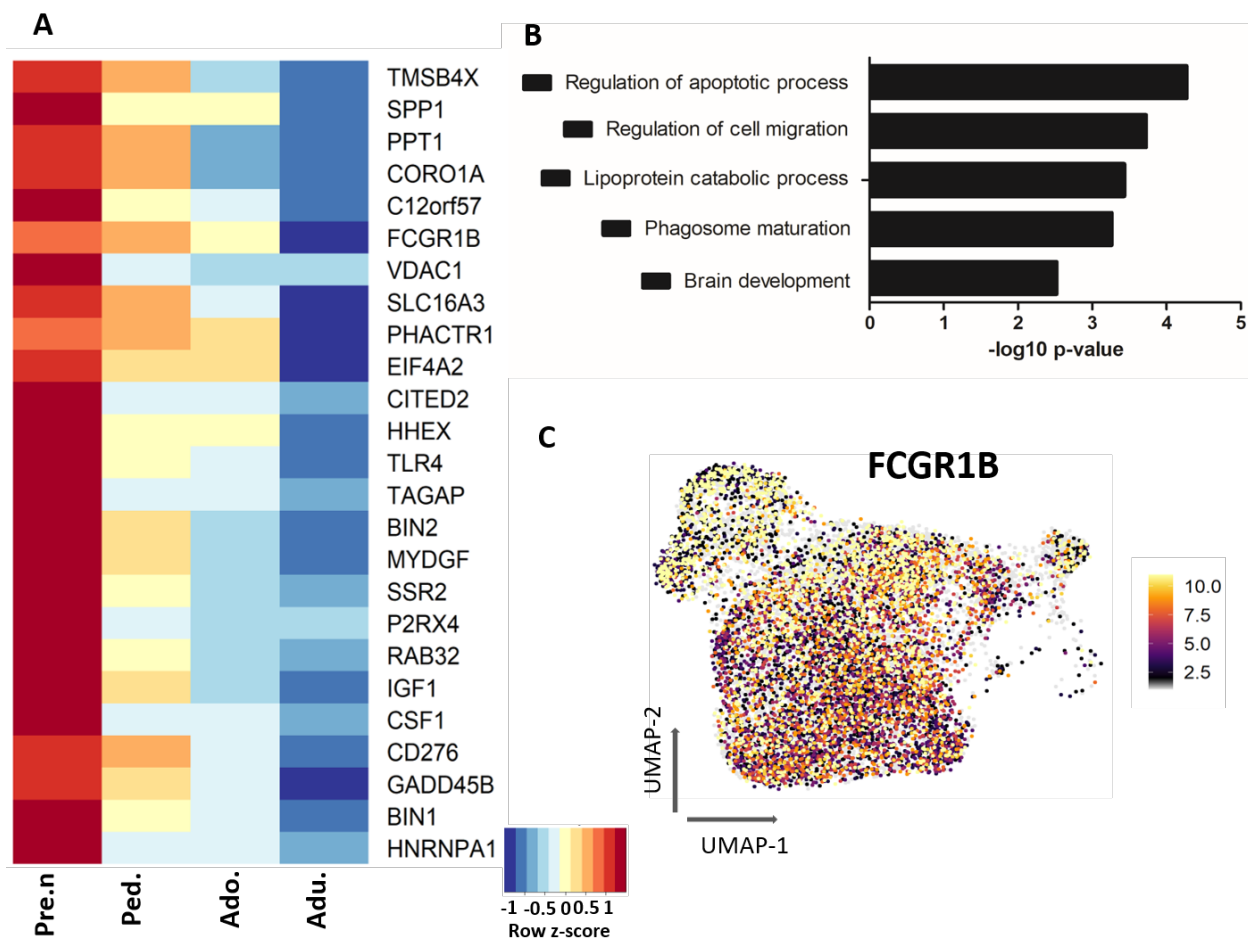 A
TMSB4X
SPP1
PPT1
CORO1A
C12orf57
FCGR1B
VDAC1
SLC16A3
PHACTR1
EIF4A2
CITED2
HHEX
TLR4
TAGAP
BIN2
MYDGF
SSR2
P2RX4
RAB32
IGF1
CSF1
CD276
GADD45B
BIN1
HNRNPA1
Pre.n
Ped.
Ado.
Adu.
-1 -0.5 0 0.5 1
Row z-score
B
Regulation of apoptotic process
Regulation of cell migration
Lipoprotein catabolic process
Phagosome maturation
Brain development
0 1 2 3 4 5
-log10 p-value
C
FCGR1B
10.0
7.5
5.0
2.5
UMAP-2
UMAP-1